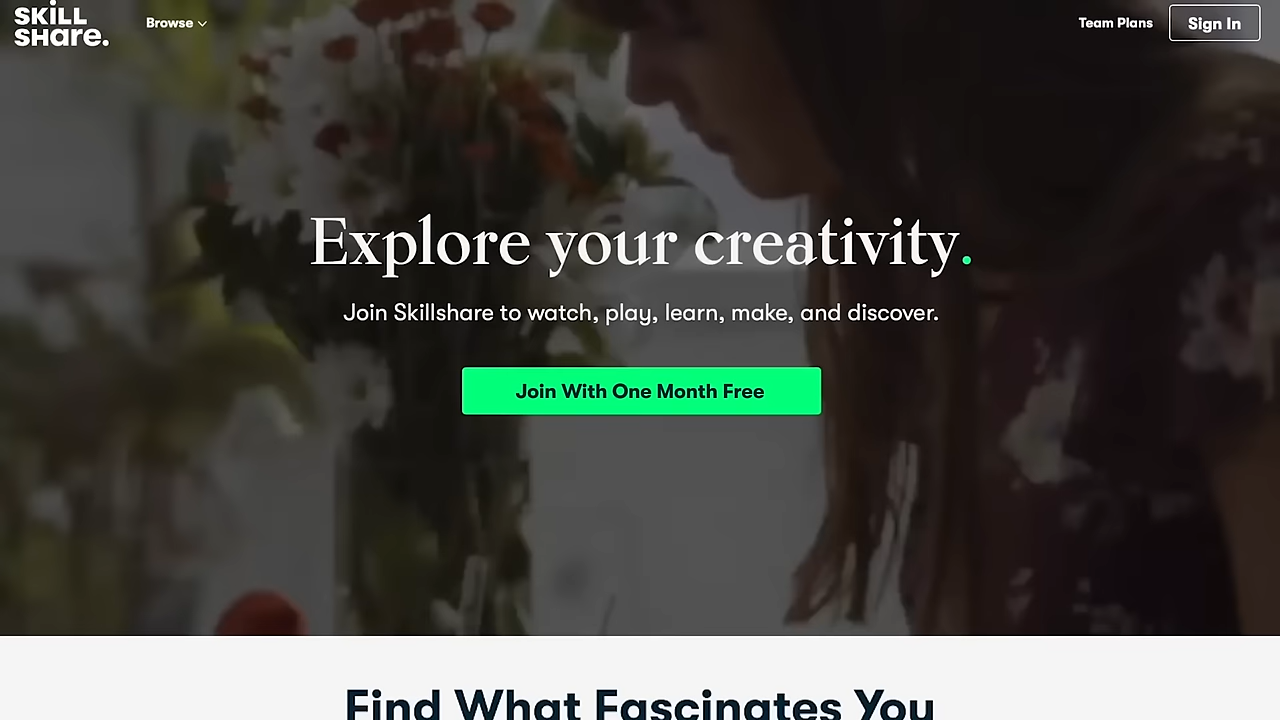 SKILL
SHare.
Browse
Team Plans
Sign In
Explore your creativity.
Join Skillshare to watch, play, learn, make, and discover.
Join With One Month Free
Find What Fascinates You